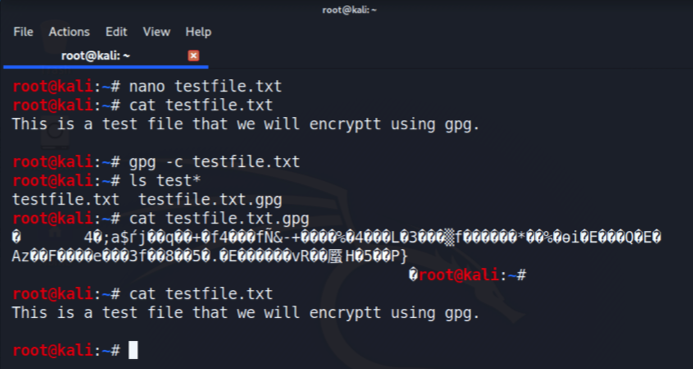 root@kali: ~
File Actions Edit View Help
root@kali: ~
root@kali:~# nano testfile.txt
root@kali:~# cat testfile.txt
This is a test file that we will encryptt using gpg.
root@kali:~# gpg -c testfile.txt
root@kali:~# ls test*
testfile.txt testfile.txt.gpg
root@kali:~# cat testfile.txt.gpg
� 4�;a$ŕj��q��+�f4���fÑ&-+����%�4���L�3���▒f������*��%�ɵi�E���Q�E�
Az��F����e���3f��8��5�.�E������vR�� H�5��P}
�root@kali:~#
root@kali:~# cat testfile.txt
This is a test file that we will encryptt using gpg.
root@kali:~#